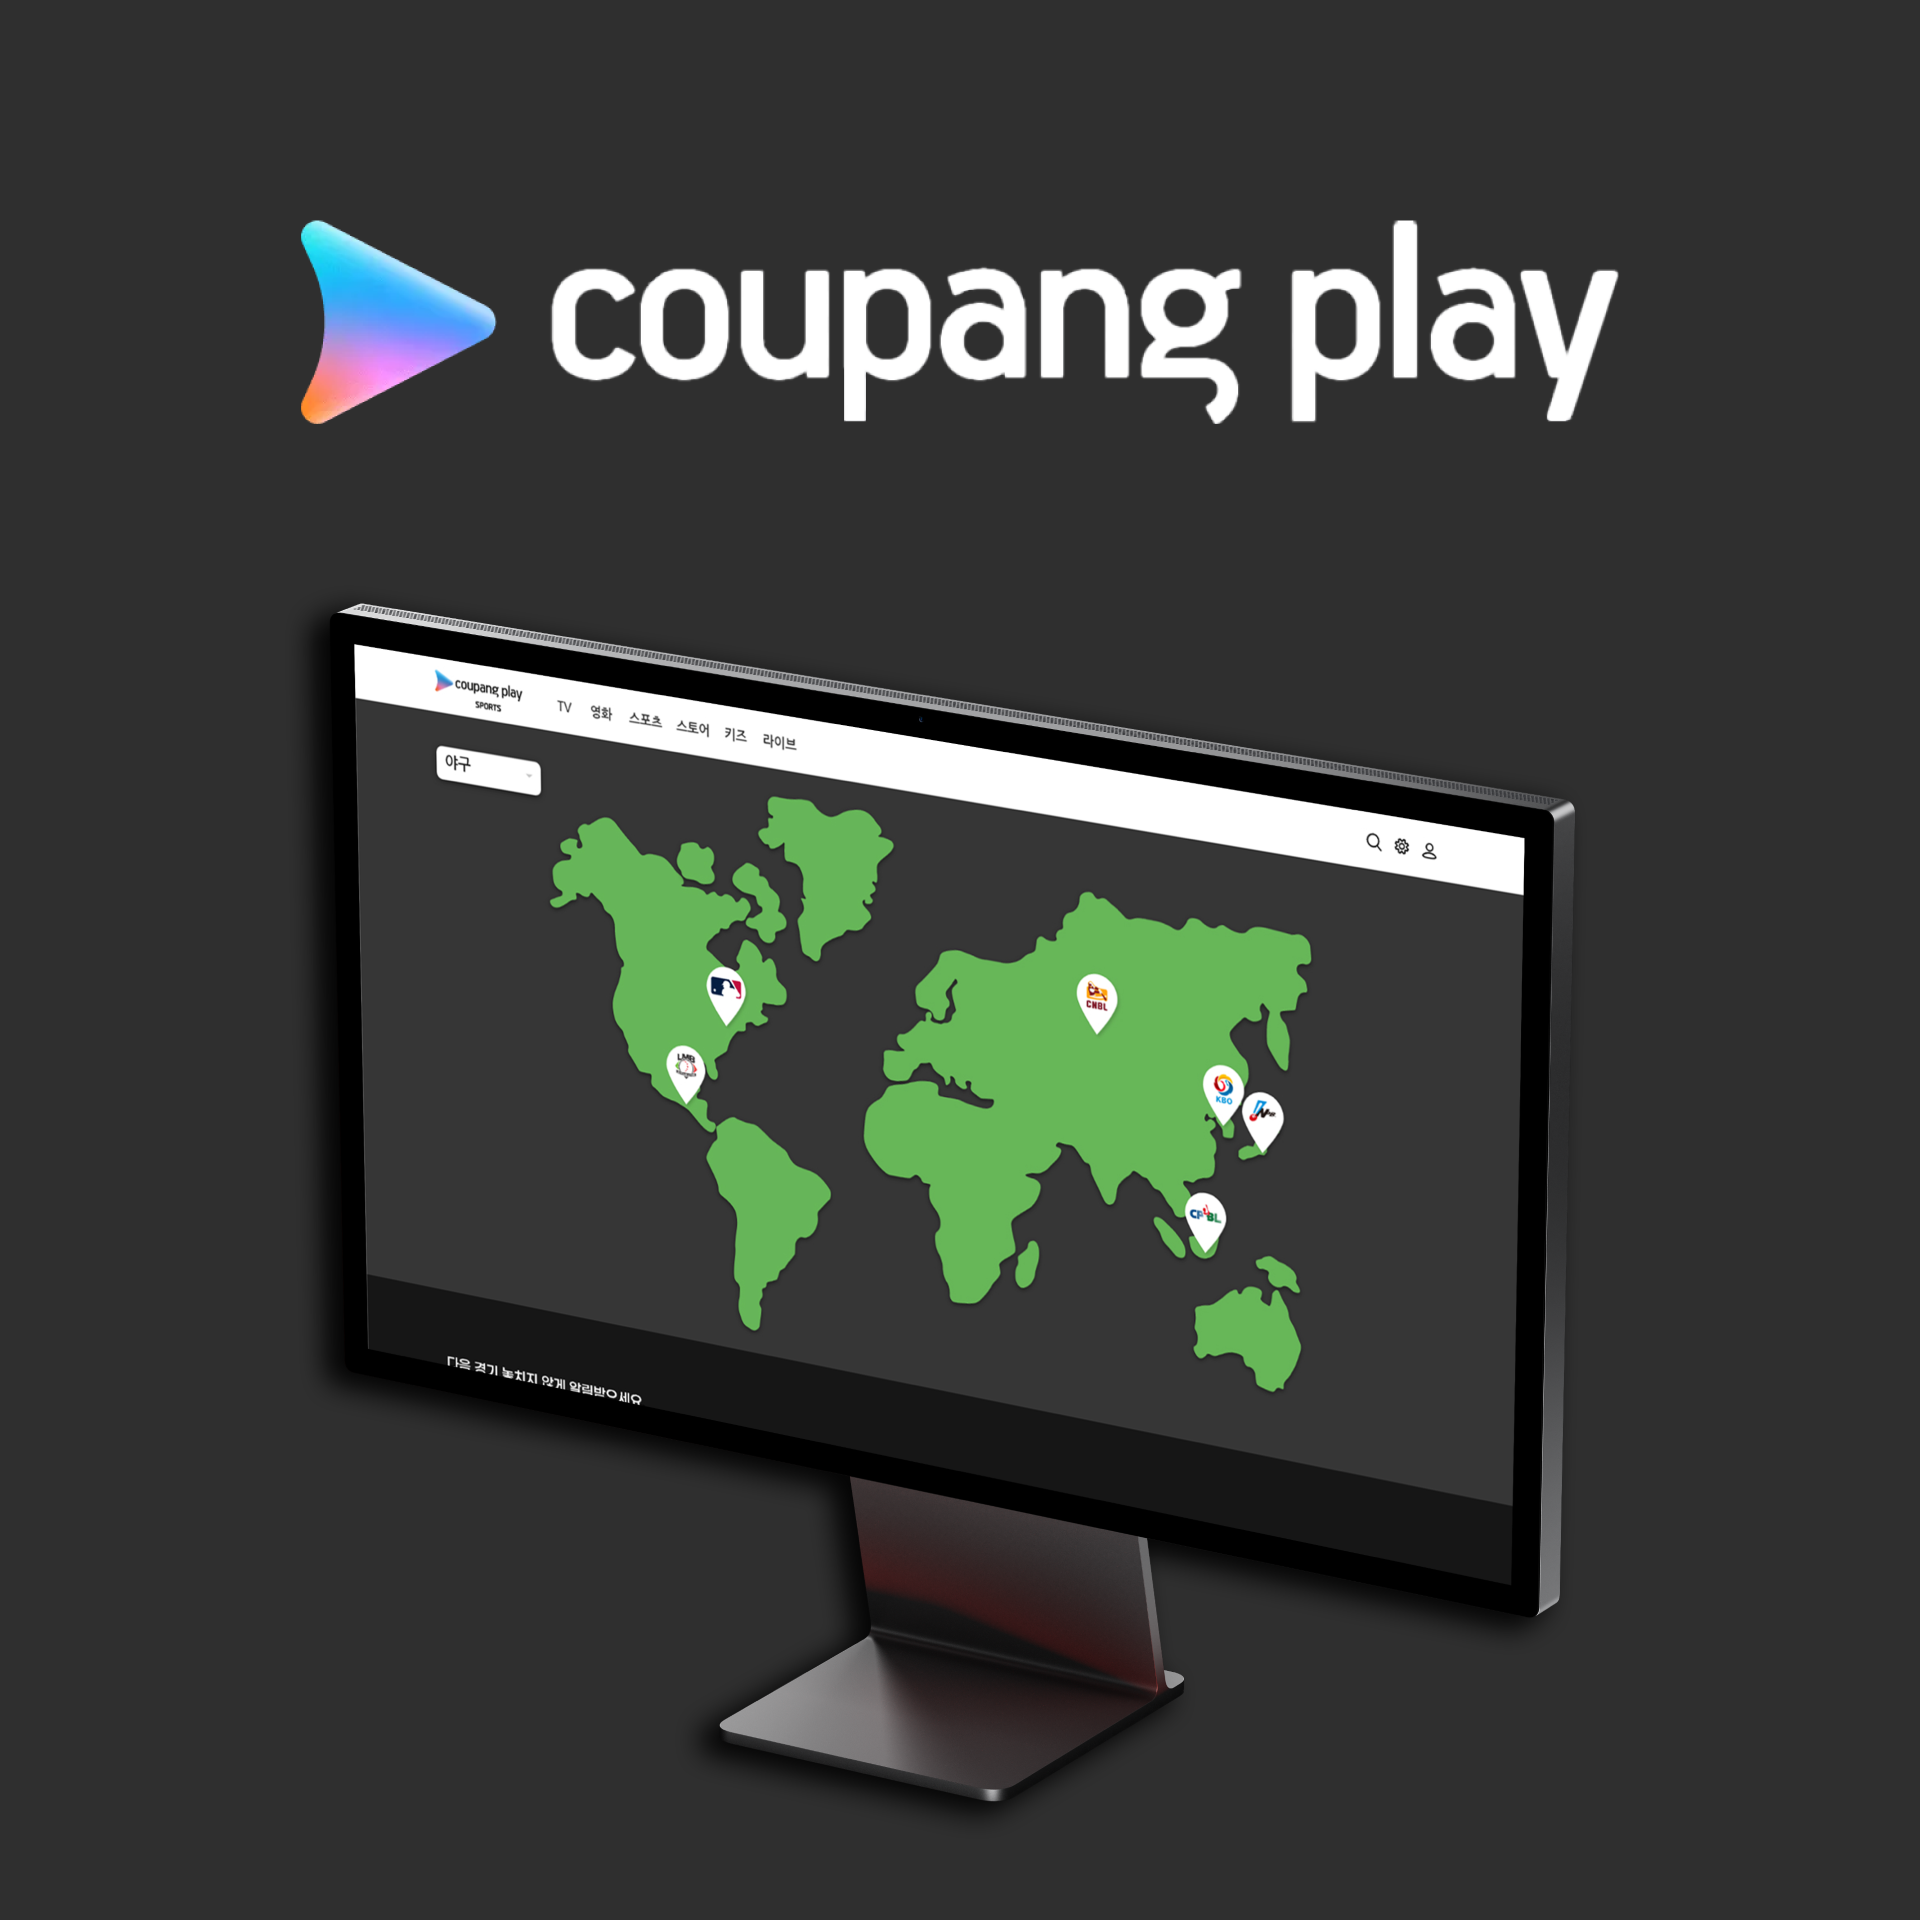 coupang play
coupang play
SPORTS
TV 영화 스포츠 스토어 키즈 라이브
야구
LMB
CNBL
KBO
CPBL
다음 경기 놓치지 않게 알림받으세요